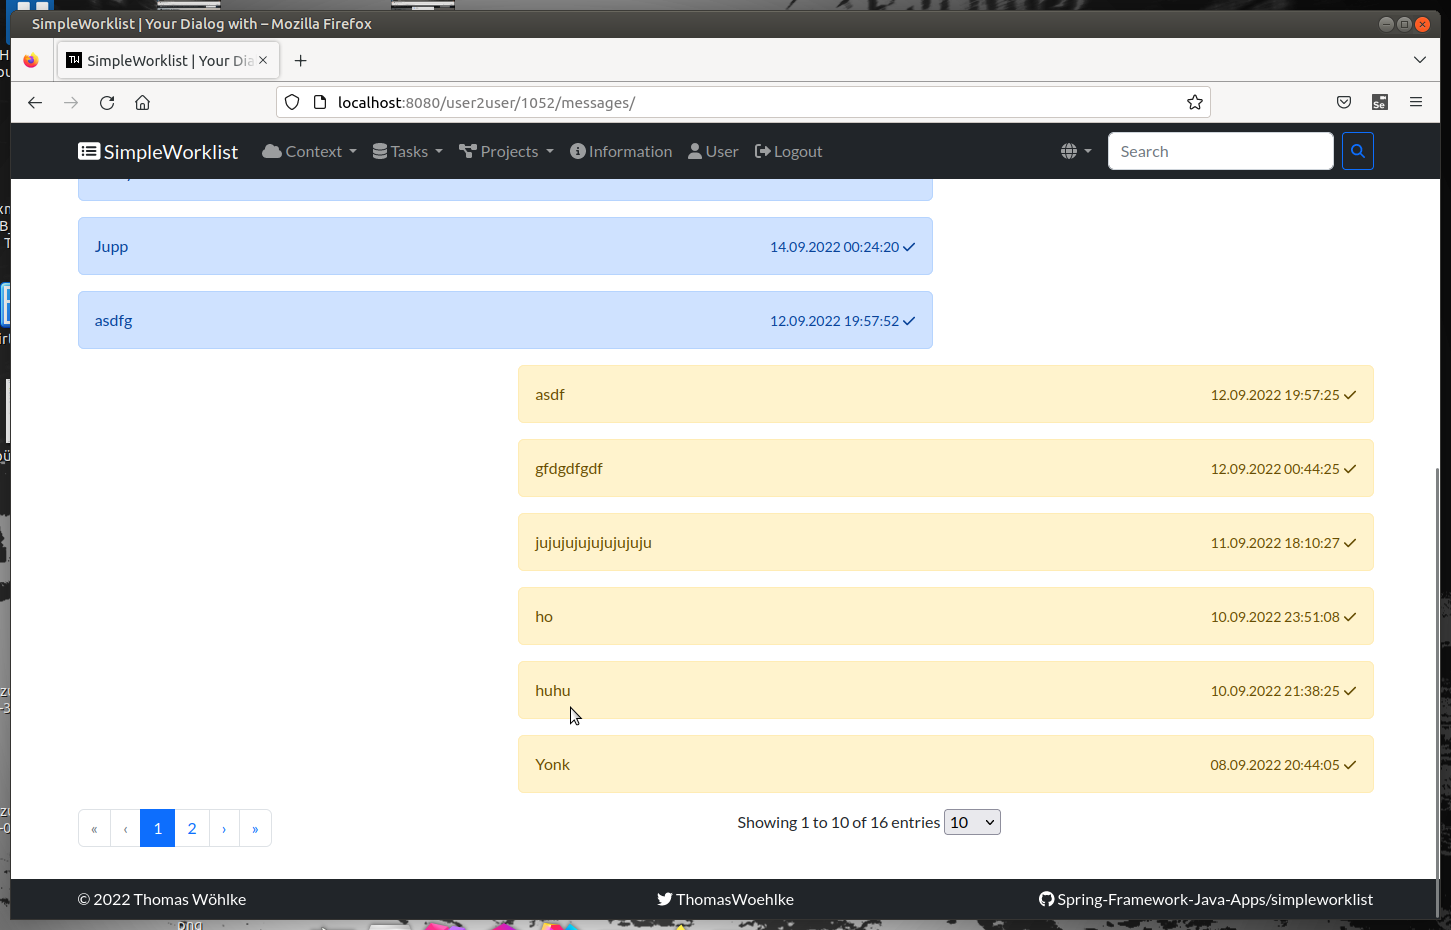 SimpleWorklist | Your Dialog with – Mozilla Firefox
SimpleWorklist | Your Dia
localhost:8080/user2user/1052/messages/
SimpleWorklist Context Tasks Projects Information User Logout Search
Jupp 14.09.2022 00:24:20
asdfg 12.09.2022 19:57:52
asdf 12.09.2022 19:57:25
gfdgdfgdf 12.09.2022 00:44:25
jujujujujujujujuju 11.09.2022 18:10:27
ho 10.09.2022 23:51:08
huhu 10.09.2022 21:38:25
Yonk 08.09.2022 20:44:05
« ‹ 1 2 › » Showing 1 to 10 of 16 entries 10
© 2022 Thomas Wöhlke ThomasWoehlke Spring-Framework-Java-Apps/simpleworklist
png